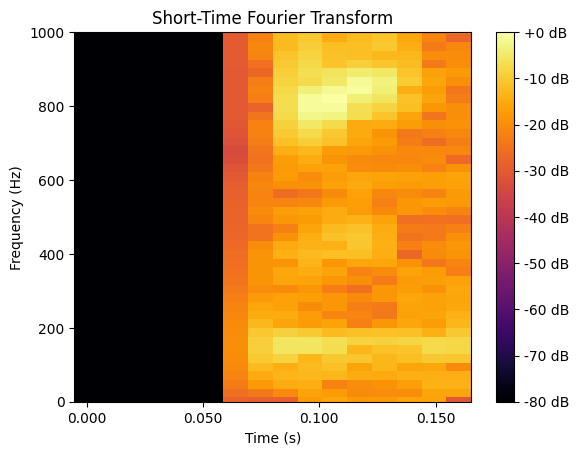 Short-Time Fourier Transform
1000
800
600
400
200
0
Frequency (Hz)
0.000
0.050
0.100
0.150
Time (s)
+0 dB
-10 dB
-20 dB
-30 dB
-40 dB
-50 dB
-60 dB
-70 dB
-80 dB